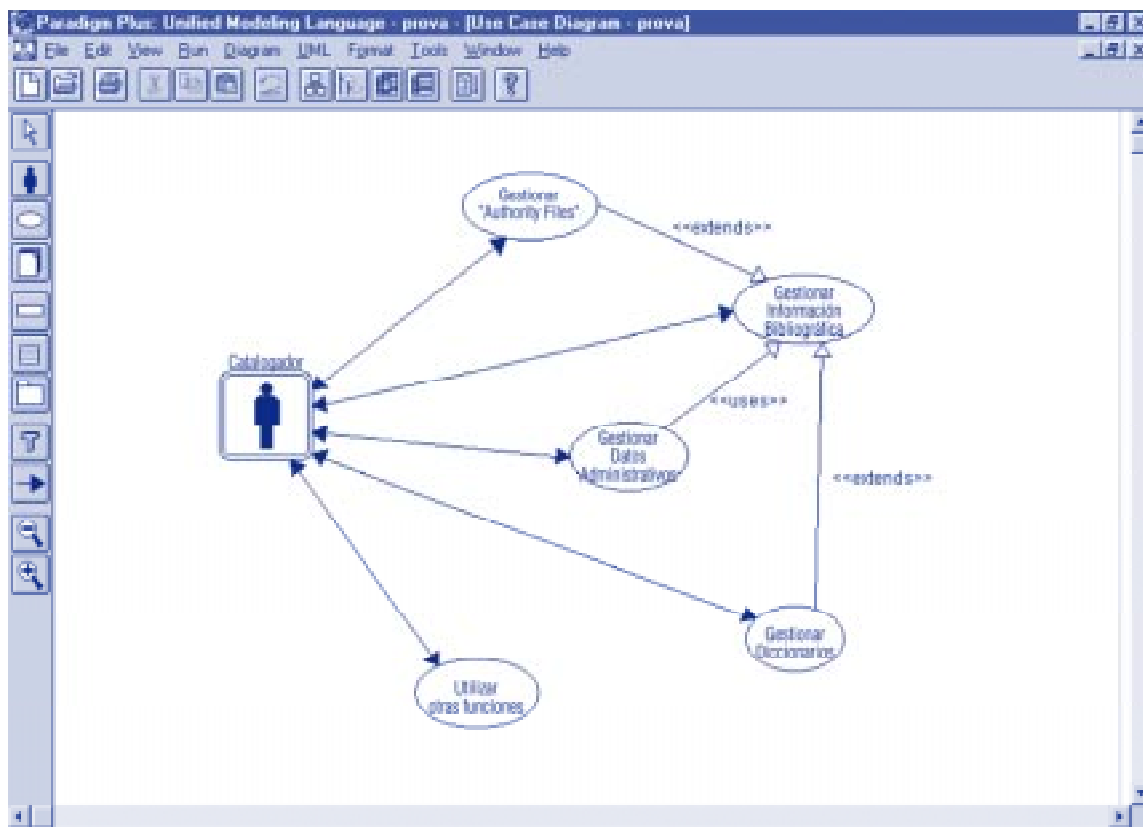 Paradigm Plus: Unified Modeling Language - prova - [Use Case Diagram - prova]
File Edit View Run Diagram UML Format Tools Window Help
Gestionar
"Authority Files"
<<extends>>
Gestionar
Información
Bibliográfica
Catalogador
<<uses>>
Gestionar
Datos
Administrativos
<<extends>>
Gestionar
Diccionarios
Utilizar
otras funciones